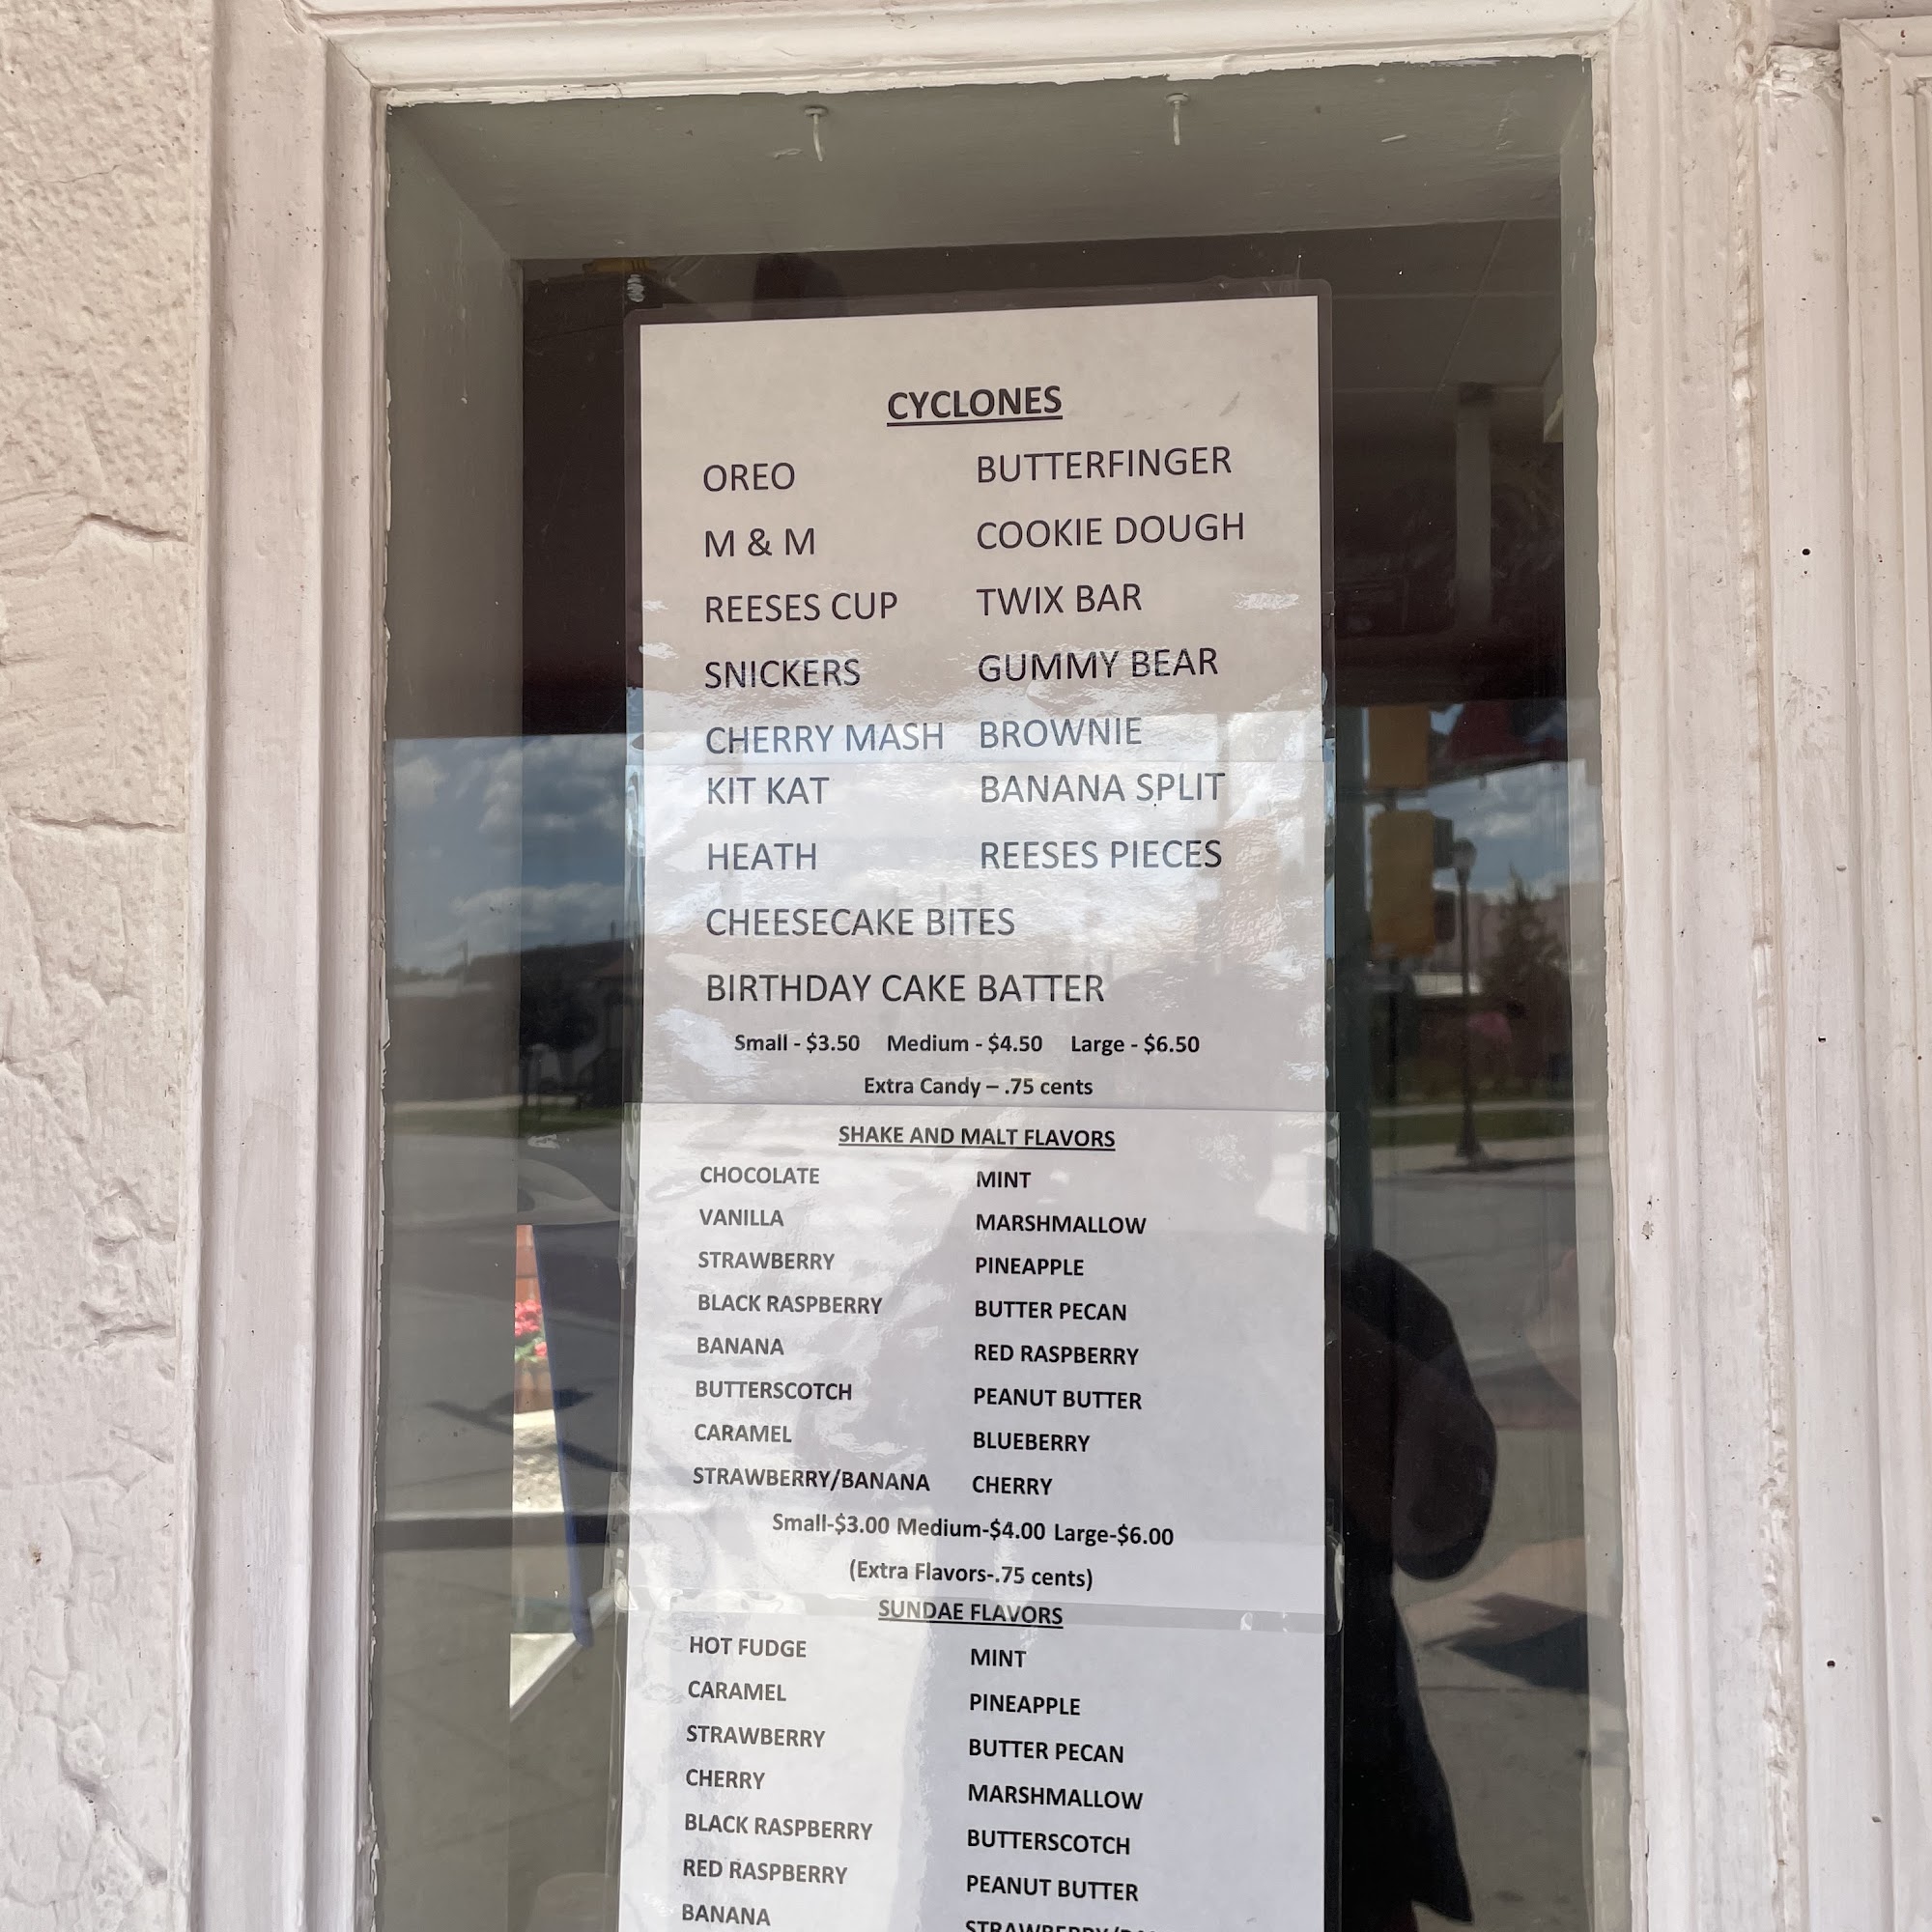 CYCLONES
OREO BUTTERFINGER
M & M COOKIE DOUGH
REESES CUP TWIX BAR
SNICKERS GUMMY BEAR
CHERRY MASH BROWNIE
KIT KAT BANANA SPLIT
HEATH REESES PIECES
CHEESECAKE BITES
BIRTHDAY CAKE BATTER
Small - $3.50 Medium - $4.50 Large - $6.50
Extra Candy – .75 cents
SHAKE AND MALT FLAVORS
CHOCOLATE MINT
VANILLA MARSHMALLOW
STRAWBERRY PINEAPPLE
BLACK RASPBERRY BUTTER PECAN
BANANA RED RASPBERRY
BUTTERSCOTCH PEANUT BUTTER
CARAMEL BLUEBERRY
STRAWBERRY/BANANA CHERRY
Small-$3.00 Medium-$4.00 Large-$6.00
(Extra Flavors-.75 cents)
SUNDAE FLAVORS
HOT FUDGE MINT
CARAMEL PINEAPPLE
STRAWBERRY BUTTER PECAN
CHERRY MARSHMALLOW
BLACK RASPBERRY BUTTERSCOTCH
RED RASPBERRY PEANUT BUTTER
BANANA